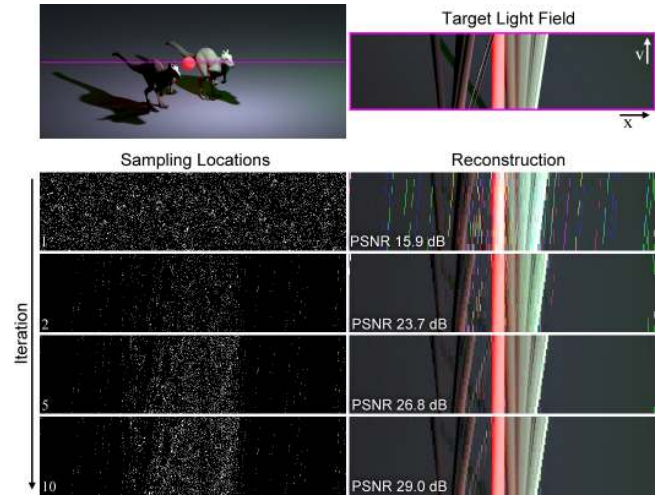 Target Light Field
v
x
Sampling Locations
Reconstruction
Iteration
1
PSNR 15.9 dB
2
PSNR 23.7 dB
5
PSNR 26.8 dB
10
PSNR 29.0 dB